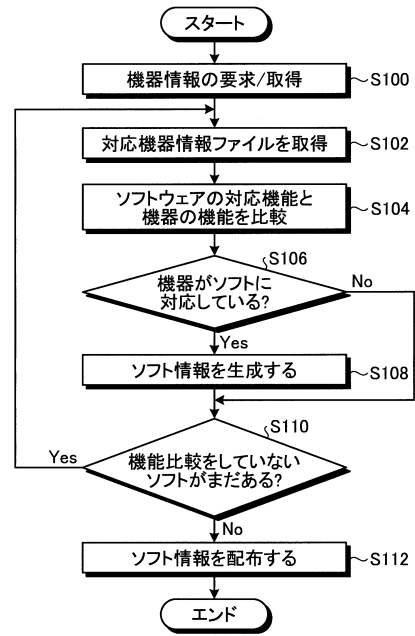 スタート
機器情報の要求/取得
S100
対応機器情報ファイルを取得
S102
ソフトウェアの対応機能と
機器の機能を比較
S104
S106
機器がソフトに
対応している?
No
Yes
ソフト情報を生成する
S108
S110
Yes
機能比較をしていない
ソフトがまだある?
No
ソフト情報を配布する
S112
エンド